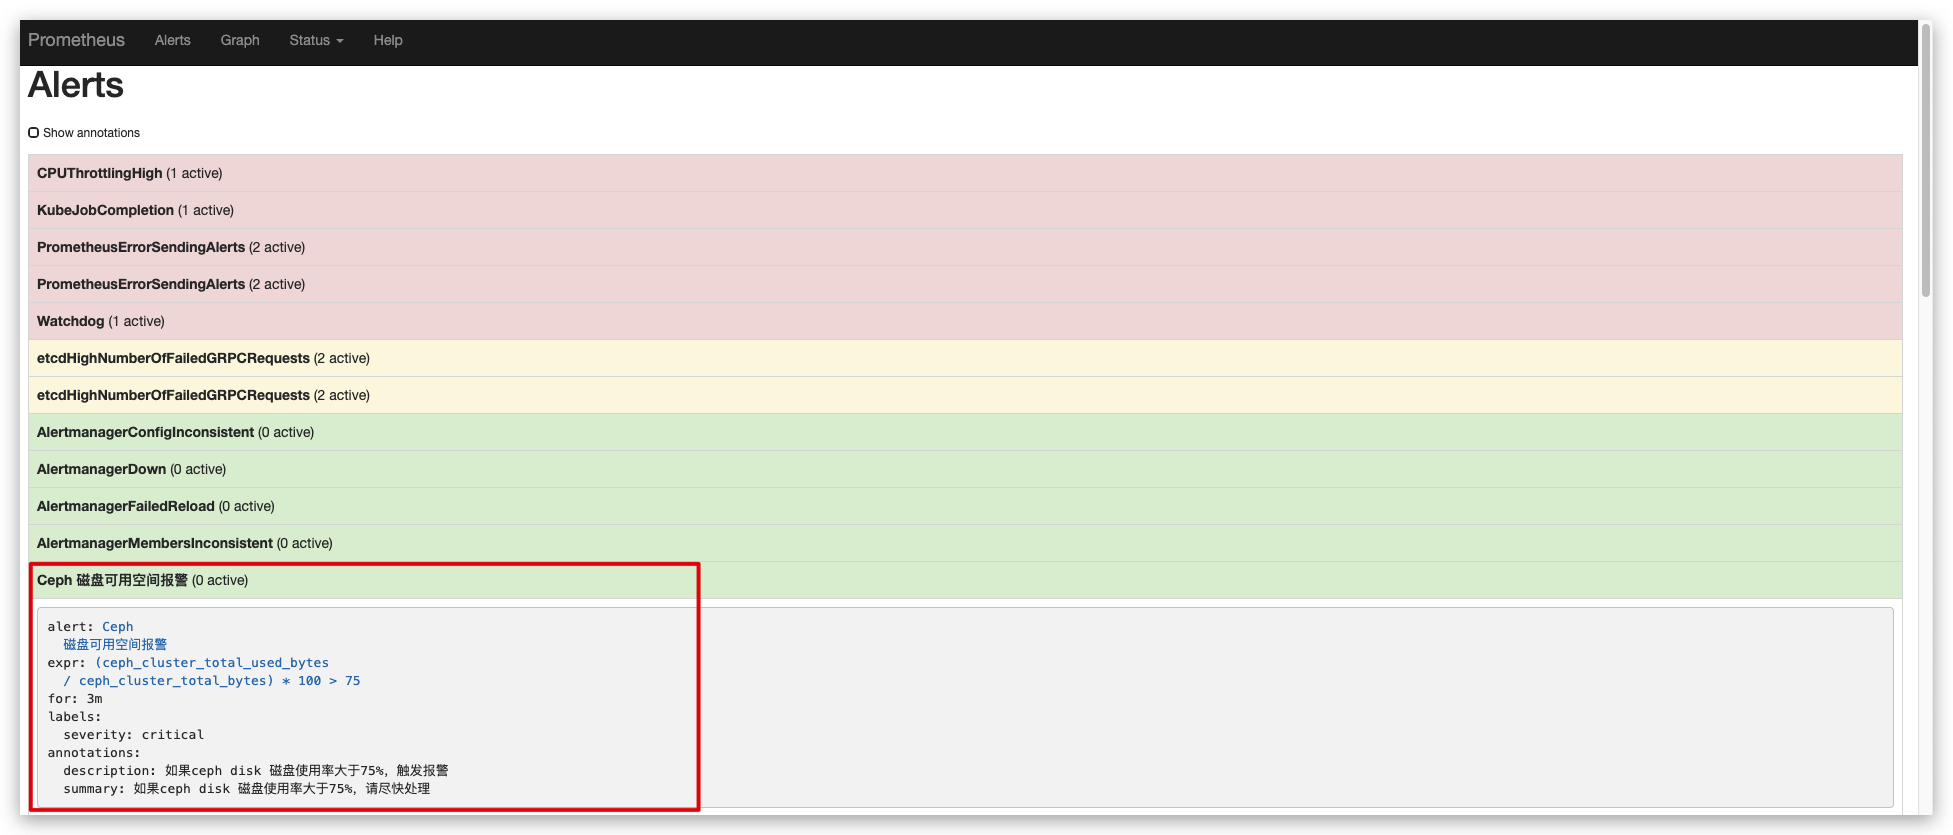 Prometheus Alerts Graph Status Help
Alerts
Show annotations
CPUThrottlingHigh (1 active)
KubeJobCompletion (1 active)
PrometheusErrorSendingAlerts (2 active)
PrometheusErrorSendingAlerts (2 active)
Watchdog (1 active)
etcdHighNumberOfFailedGRPCRequests (2 active)
etcdHighNumberOfFailedGRPCRequests (2 active)
AlertmanagerConfigInconsistent (0 active)
AlertmanagerDown (0 active)
AlertmanagerFailedReload (0 active)
AlertmanagerMembersInconsistent (0 active)
Ceph 磁盘可用空间报警 (0 active)
alert: Ceph
磁盘可用空间报警
expr: (ceph_cluster_total_used_bytes
/ ceph_cluster_total_bytes) * 100 > 75
for: 3m
labels:
severity: critical
annotations:
description: 如果ceph disk 磁盘使用率大于75%，触发报警
summary: 如果ceph disk 磁盘使用率大于75%，请尽快处理